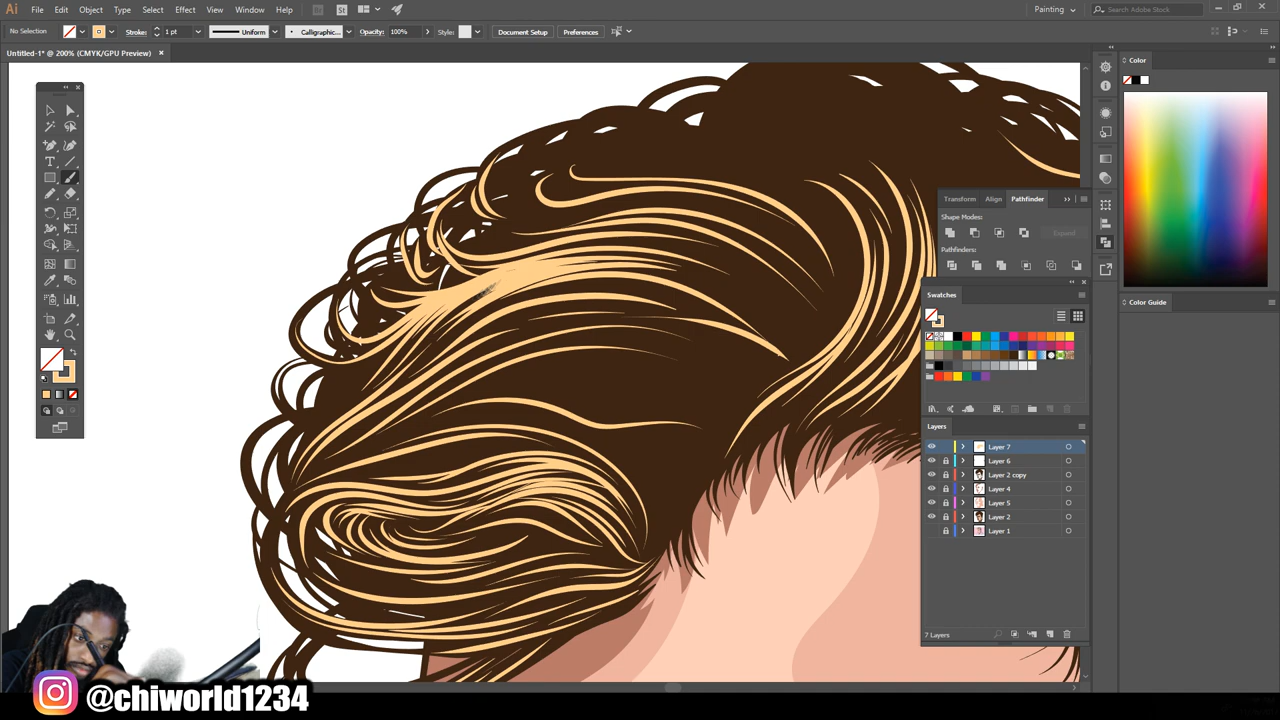 Ai File Edit Object Type Select Effect View Window Help Br St Painting Search Adobe Stock
No Selection Stroke: 1 pt Uniform Calligraphic... Opacity: 100% Style: Document Setup Preferences
Untitled-1* @ 200% (CMYK/GPU Preview)
Color
Transform Align Pathfinder
Shape Modes:
Expand
Pathfinders:
Swatches
Color Guide
Layers
Layer 7
Layer 6
Layer 2 copy
Layer 4
Layer 5
Layer 2
Layer 1
7 Layers
@chiworld1234